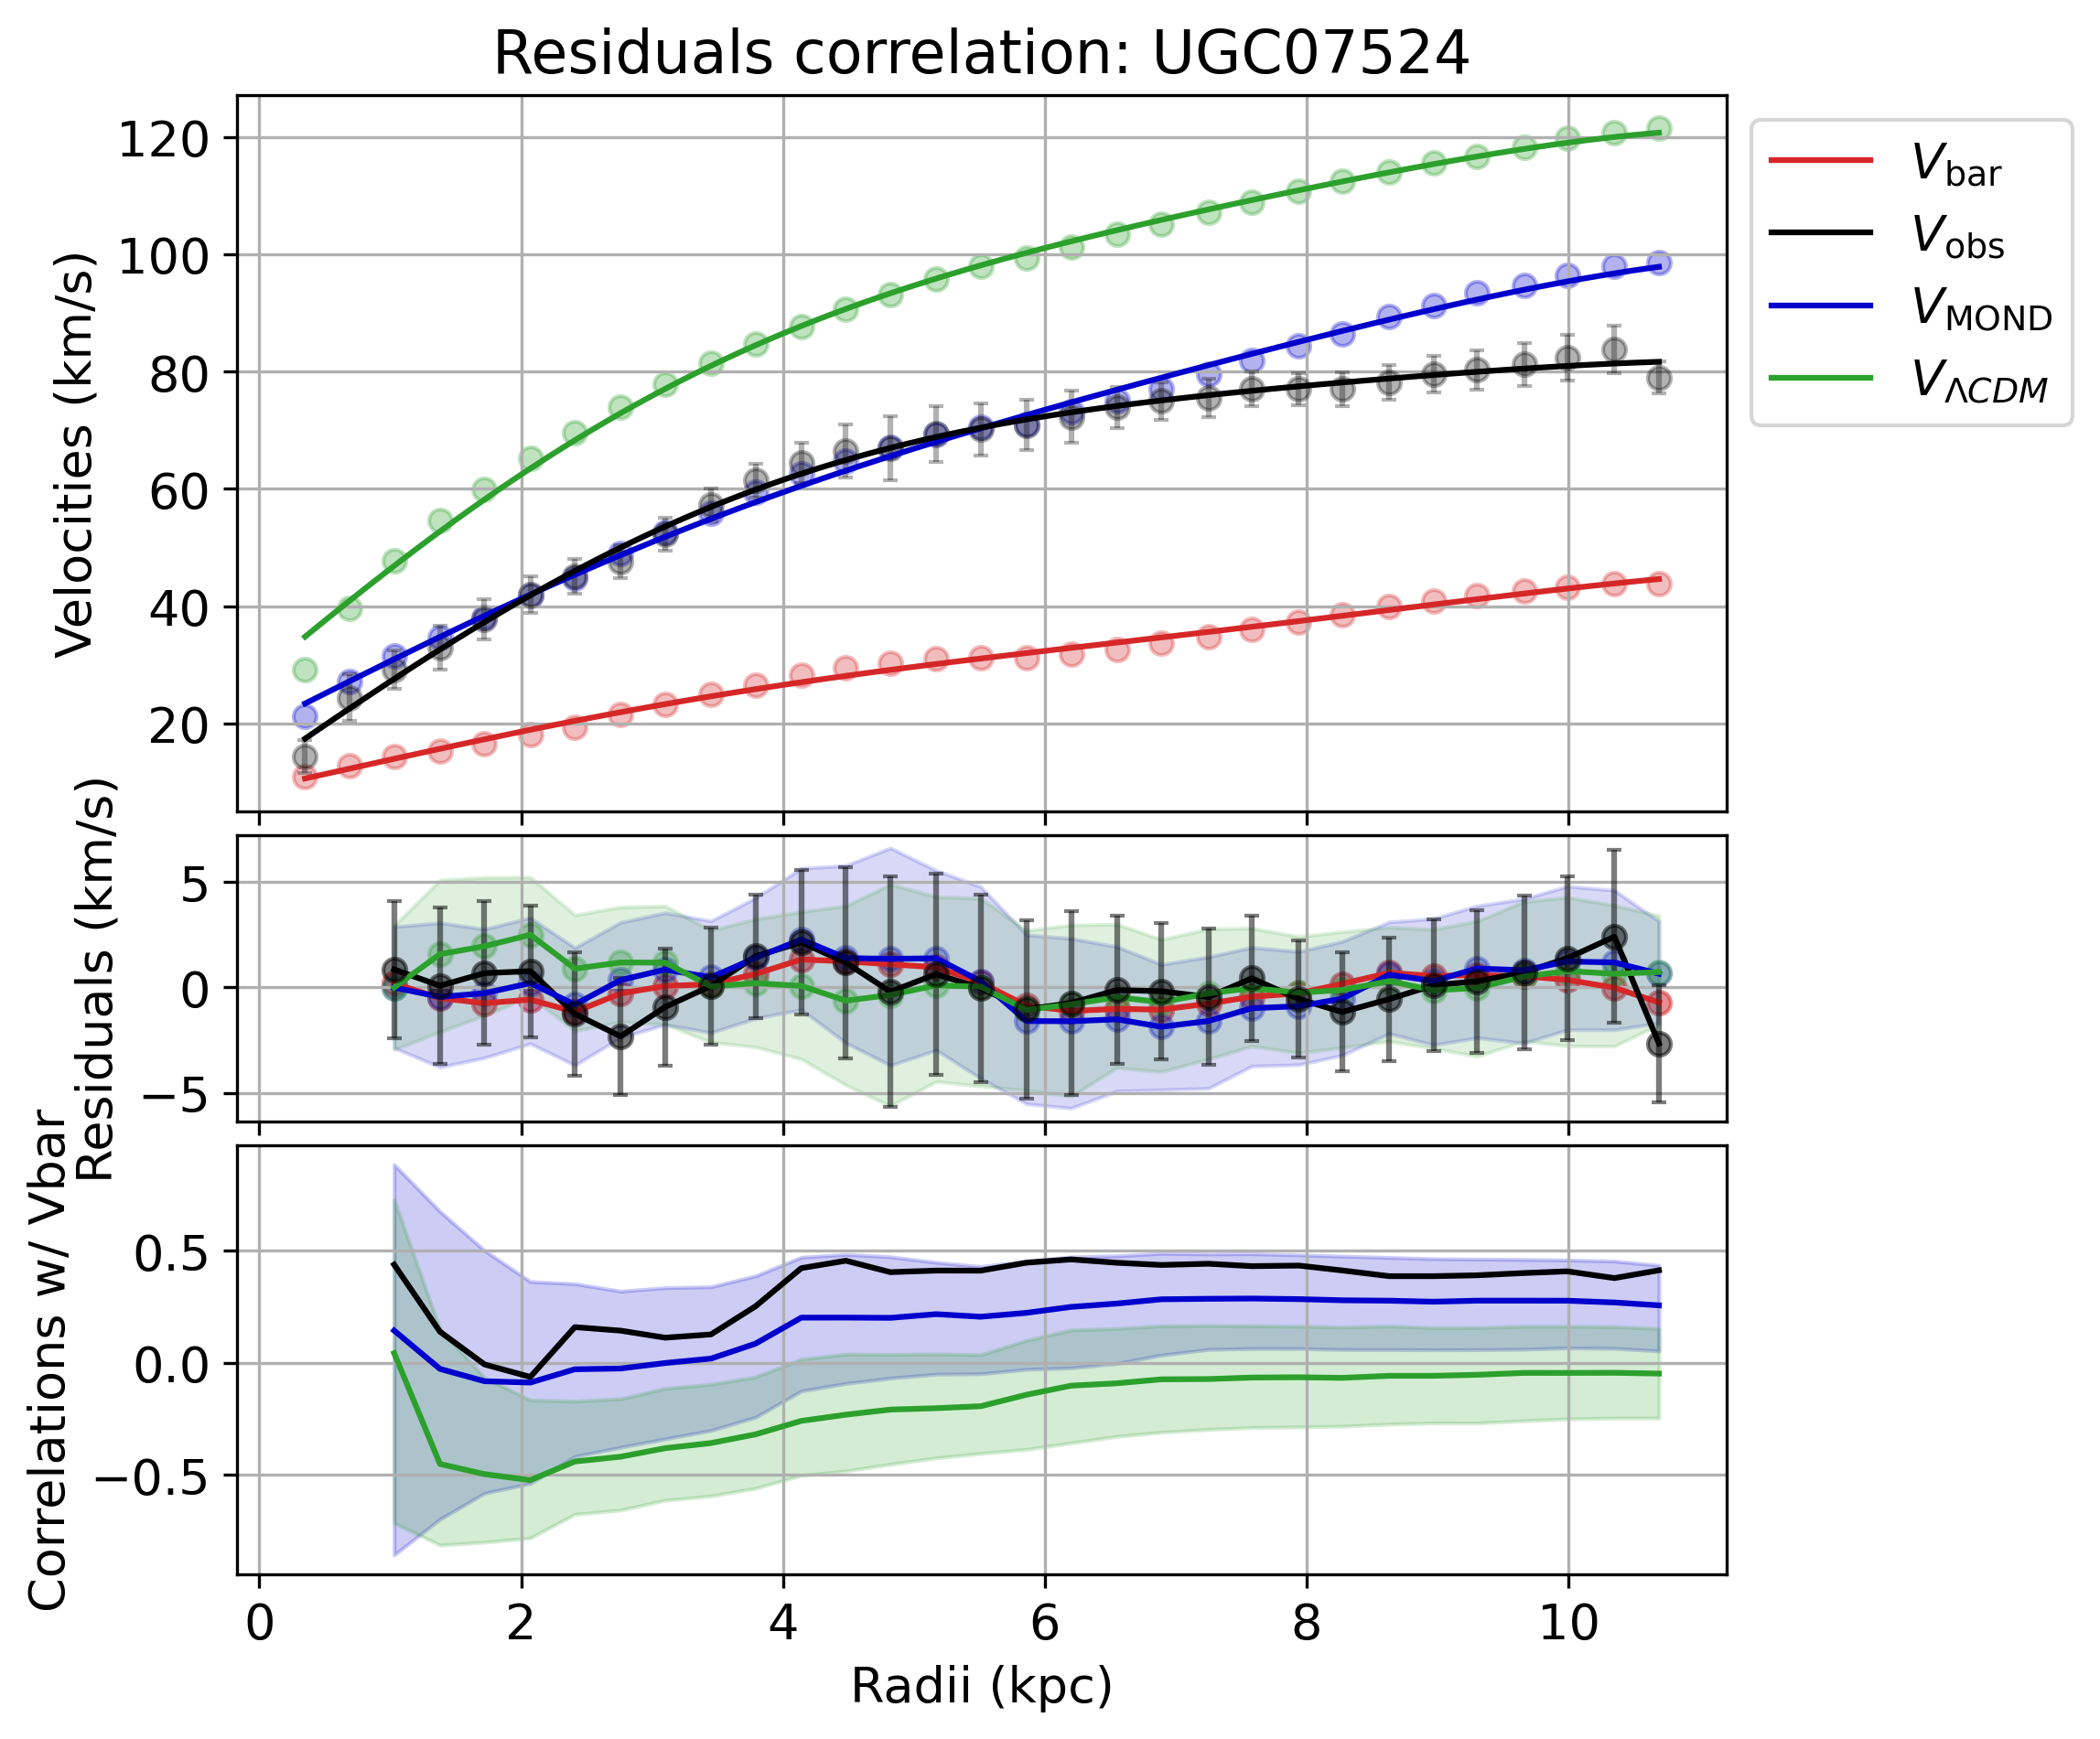 Residuals correlation: UGC07524
Velocities (km/s)
120
100
80
60
40
20
V_bar
V_obs
V_MOND
V_ΛCDM
Residuals (km/s)
5
0
−5
Correlations w/ Vbar
0.5
0.0
−0.5
0 2 4 6 8 10
Radii (kpc)